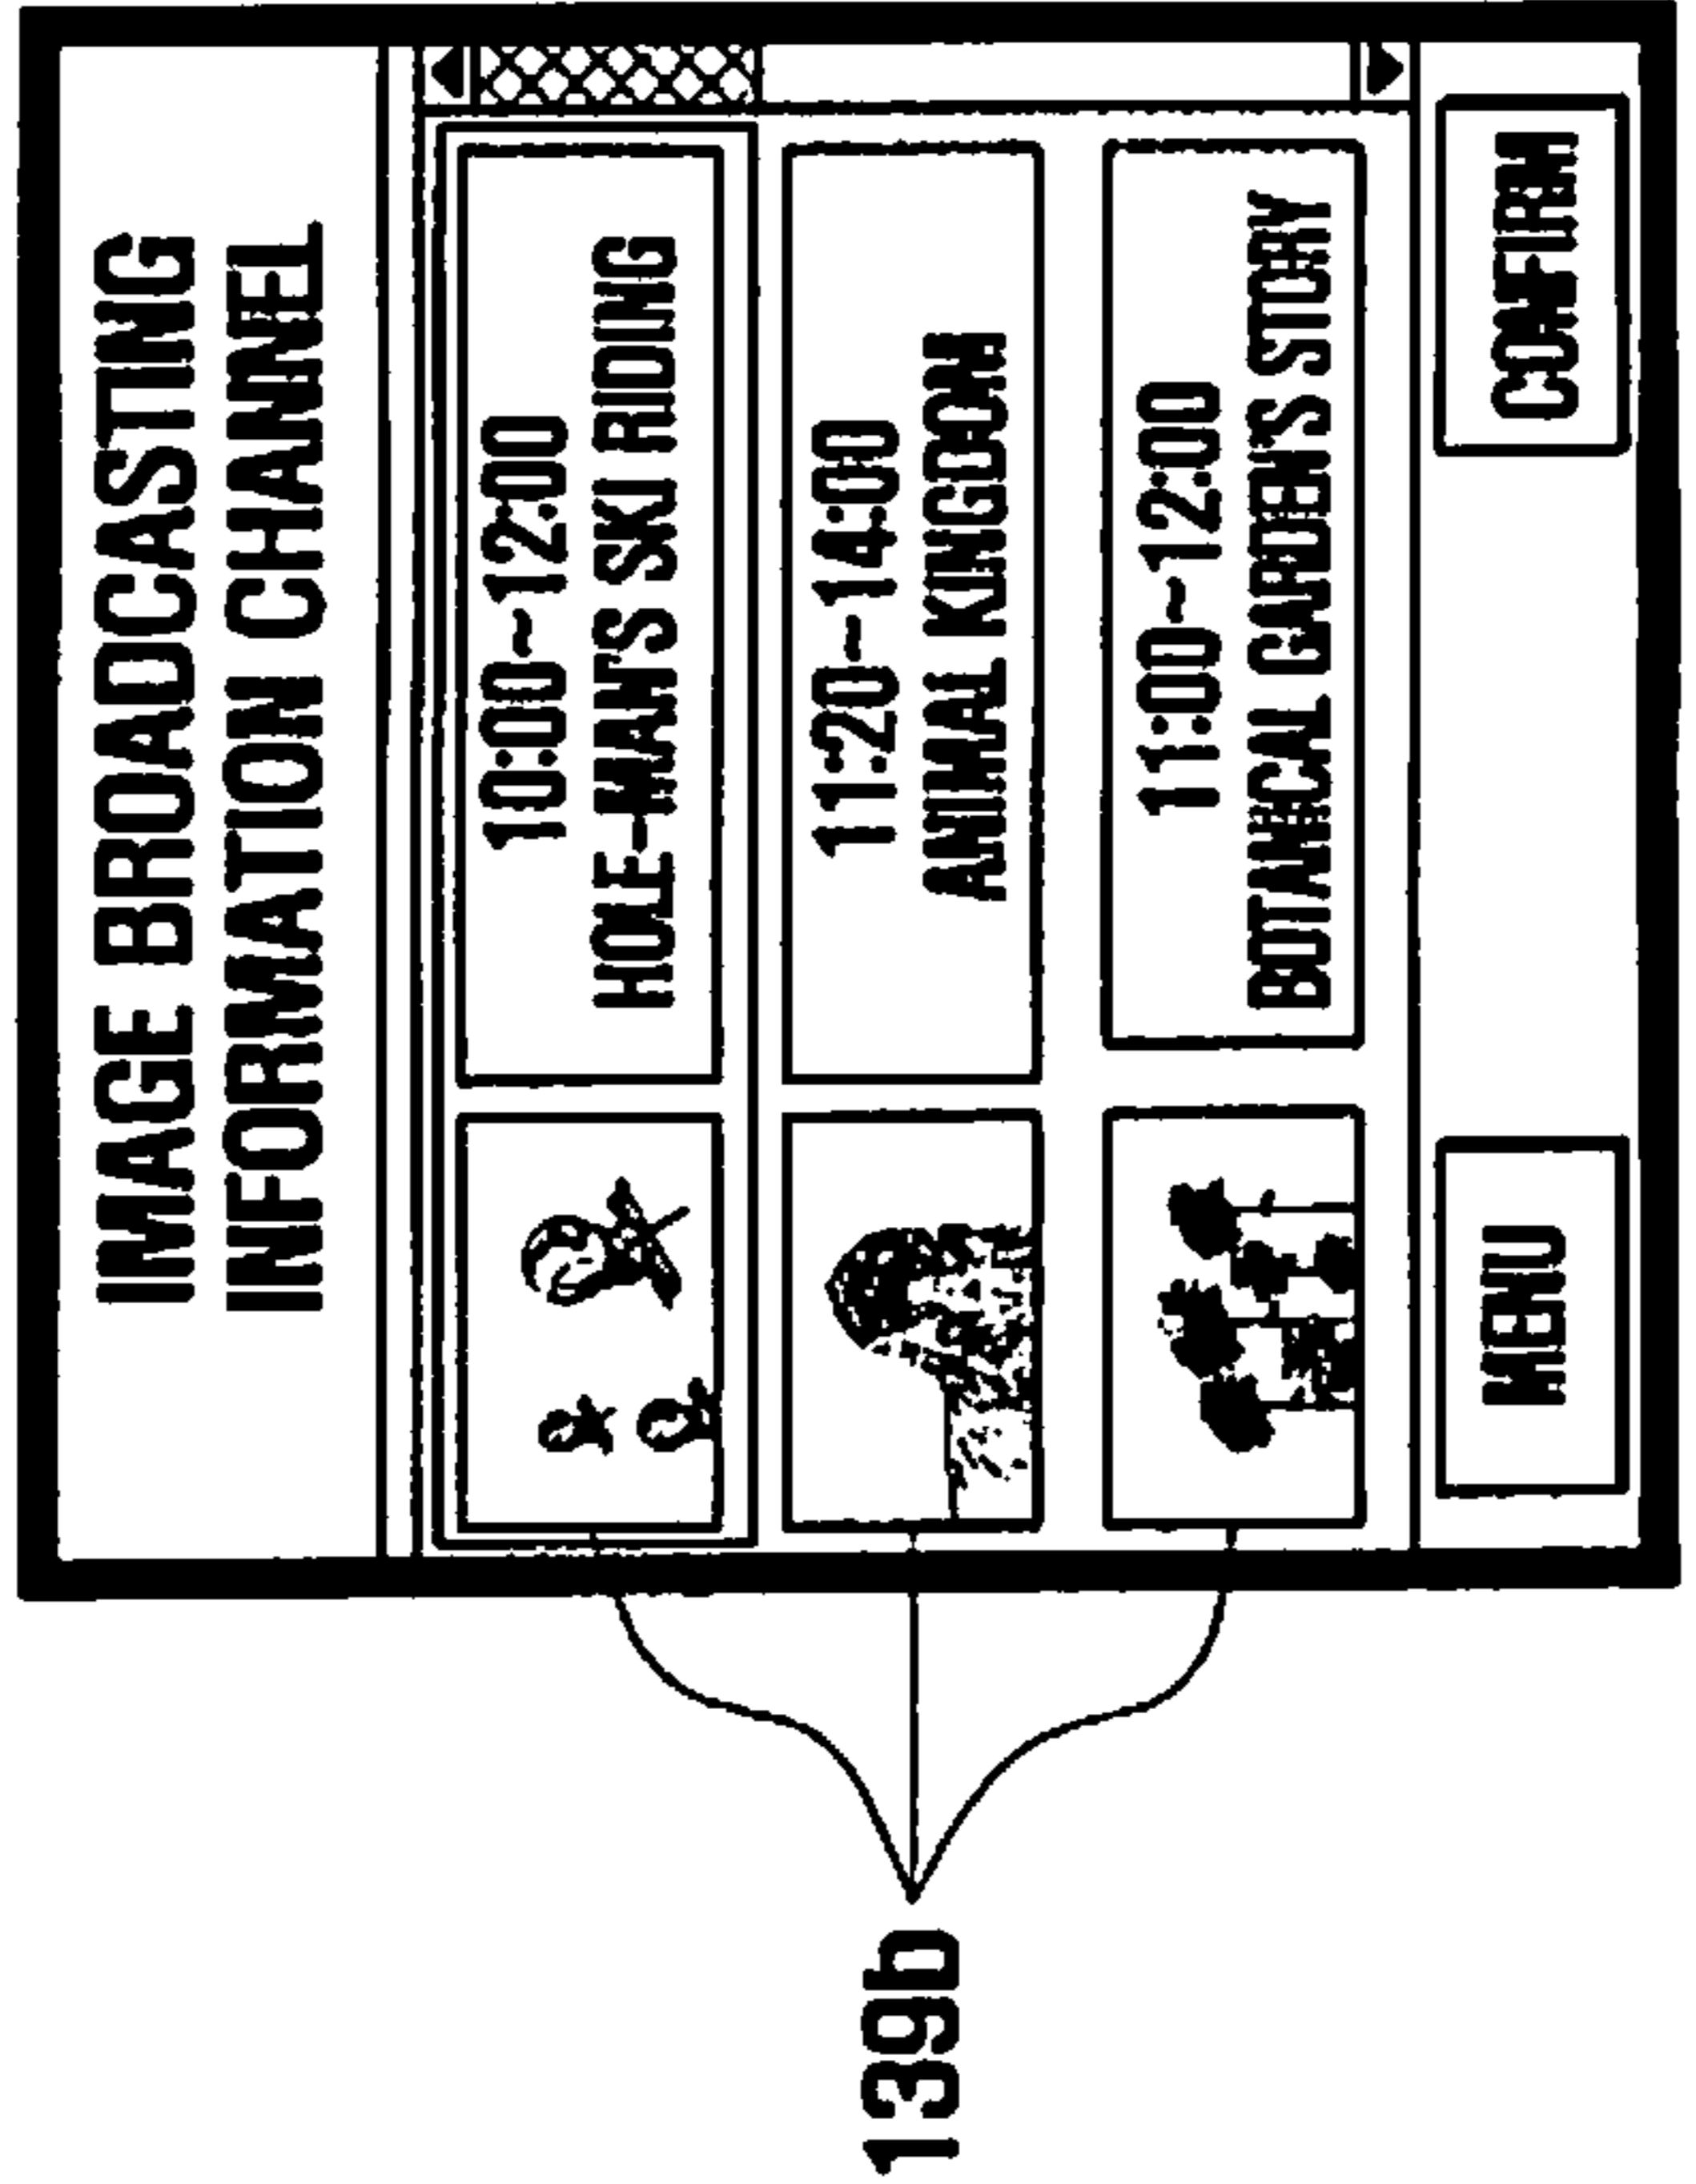 IMAGE BROADCASTING
INFORMATION CHANNEL
10:00~12:00
HOLE-MAN'S SKI RIDING
11:20~14:00
ANIMAL KINGDOM.
11:00~12:00
BOTANICAL GARDEN'S STORY
MENU
CONFIRM
139b